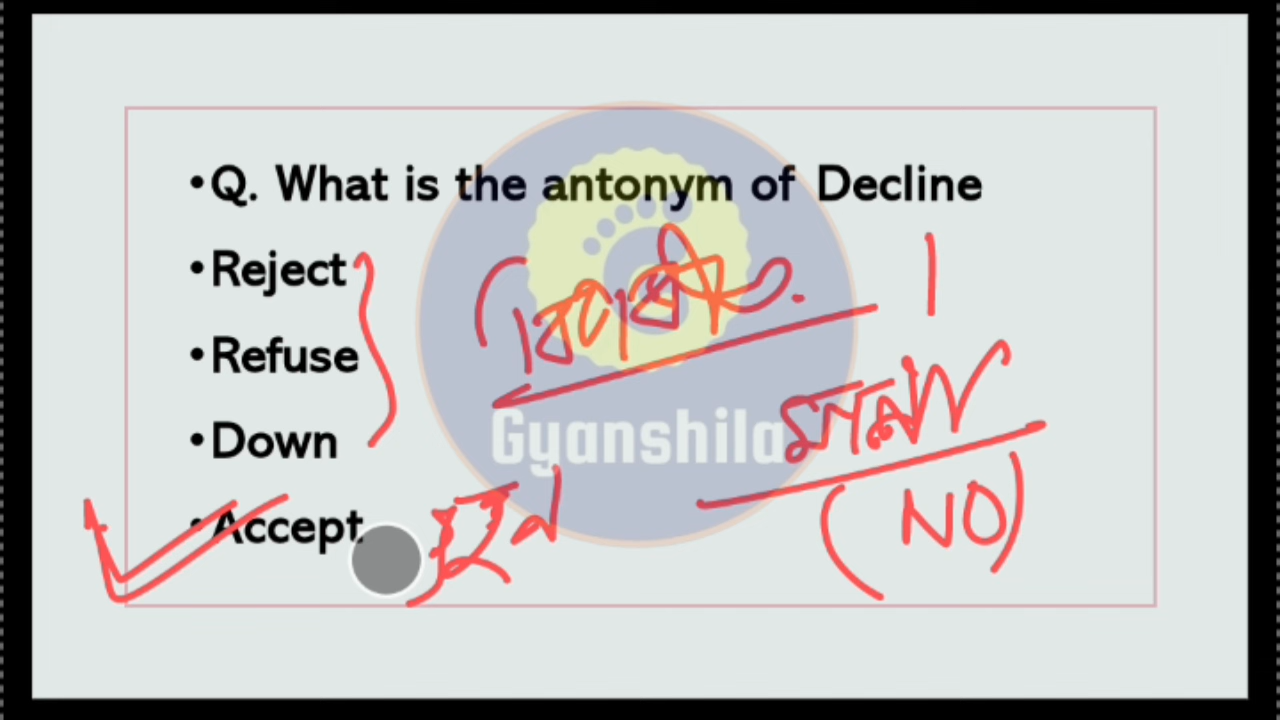 •Q. What is the antonym of Decline
•Reject
•Refuse
•Down
•Accept
Gyanshila
(NO)